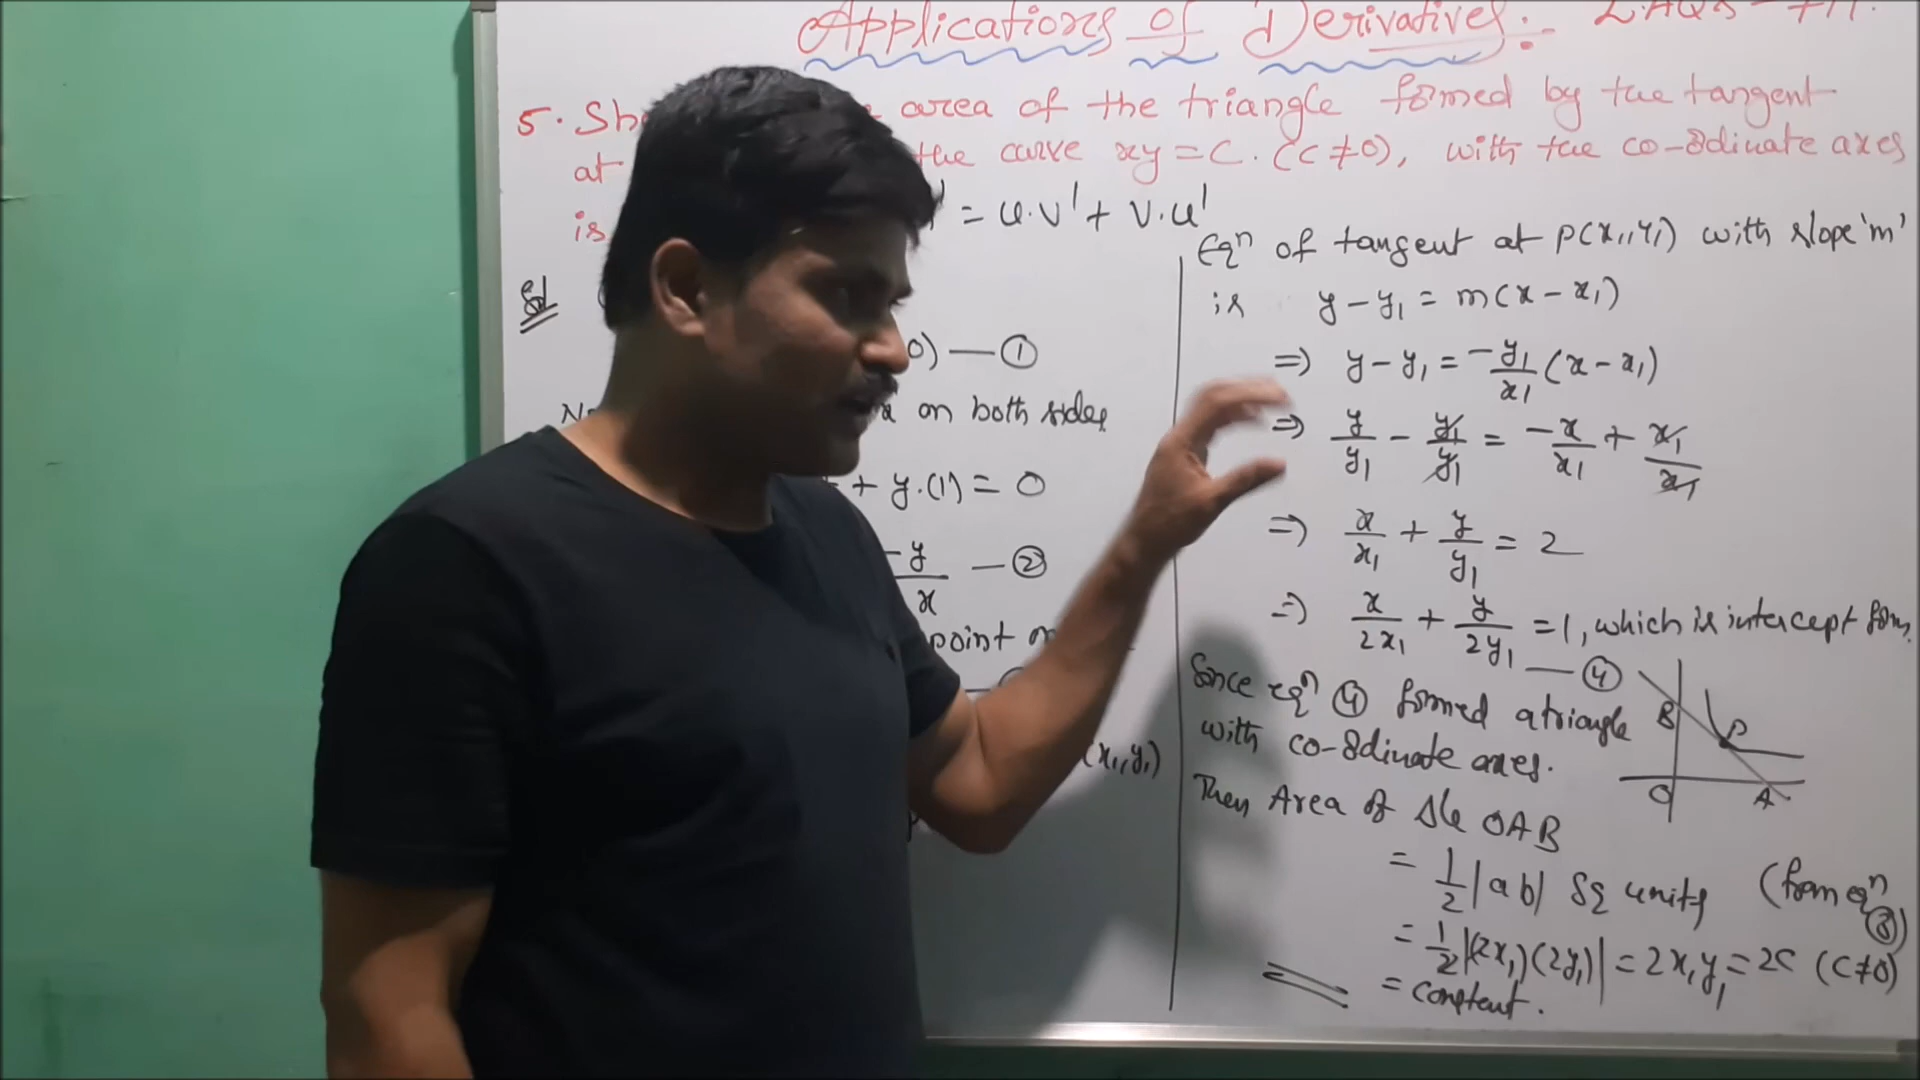 Applications of Derivatives:-
5. Sh area of the triangle formed by the tangent
at the curve xy = c. (c ≠ 0), with the co-ordinate axes
is
= u.v' + v.u'
Sol
0) — ①
x on both sides
+ y.(1) = 0
-y/x — ②
point
(x₁, y₁)
Eqⁿ of tangent at P(x₁, y₁) with slope 'm'
is y - y₁ = m(x - x₁)
⇒ y - y₁ = -y₁/x₁ (x - x₁)
⇒ y/y₁ - y₁/y₁ = -x/x₁ + x₁/x₁
⇒ x/x₁ + y/y₁ = 2
⇒ x/2x₁ + y/2y₁ = 1, which is intercept form.
— ④
Since eqⁿ ④ formed a triangle
with co-ordinate axes.
B P
O A
Then Area of Δle OAB
= 1/2 |ab| Sq units (from eqⁿ ③)
= 1/2 |(2x₁)(2y₁)| = 2x₁y₁ = 2c (c ≠ 0)
= constant.